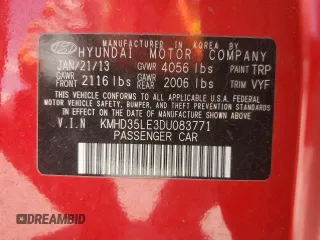 MANUFACTURED IN KOREA BY
HYUNDAI MOTOR COMPANY
JAN/21/13 GVWR 4056 lbs PAINT TRP
GAWR FRONT 2116 lbs GAWR REAR 2006 lbs TRIM VYF
THIS VEHICLE CONFORMS TO ALL APPLICABLE U.S. FEDERAL MOTOR
VEHICLE SAFETY, BUMPER, AND THEFT PREVENTION STANDARDS
IN EFFECT ON THE DATE OF MANUFACTURE SHOWN ABOVE.
V.I.N KMHD35LE3DU083771
PASSENGER CAR
DREAMBID